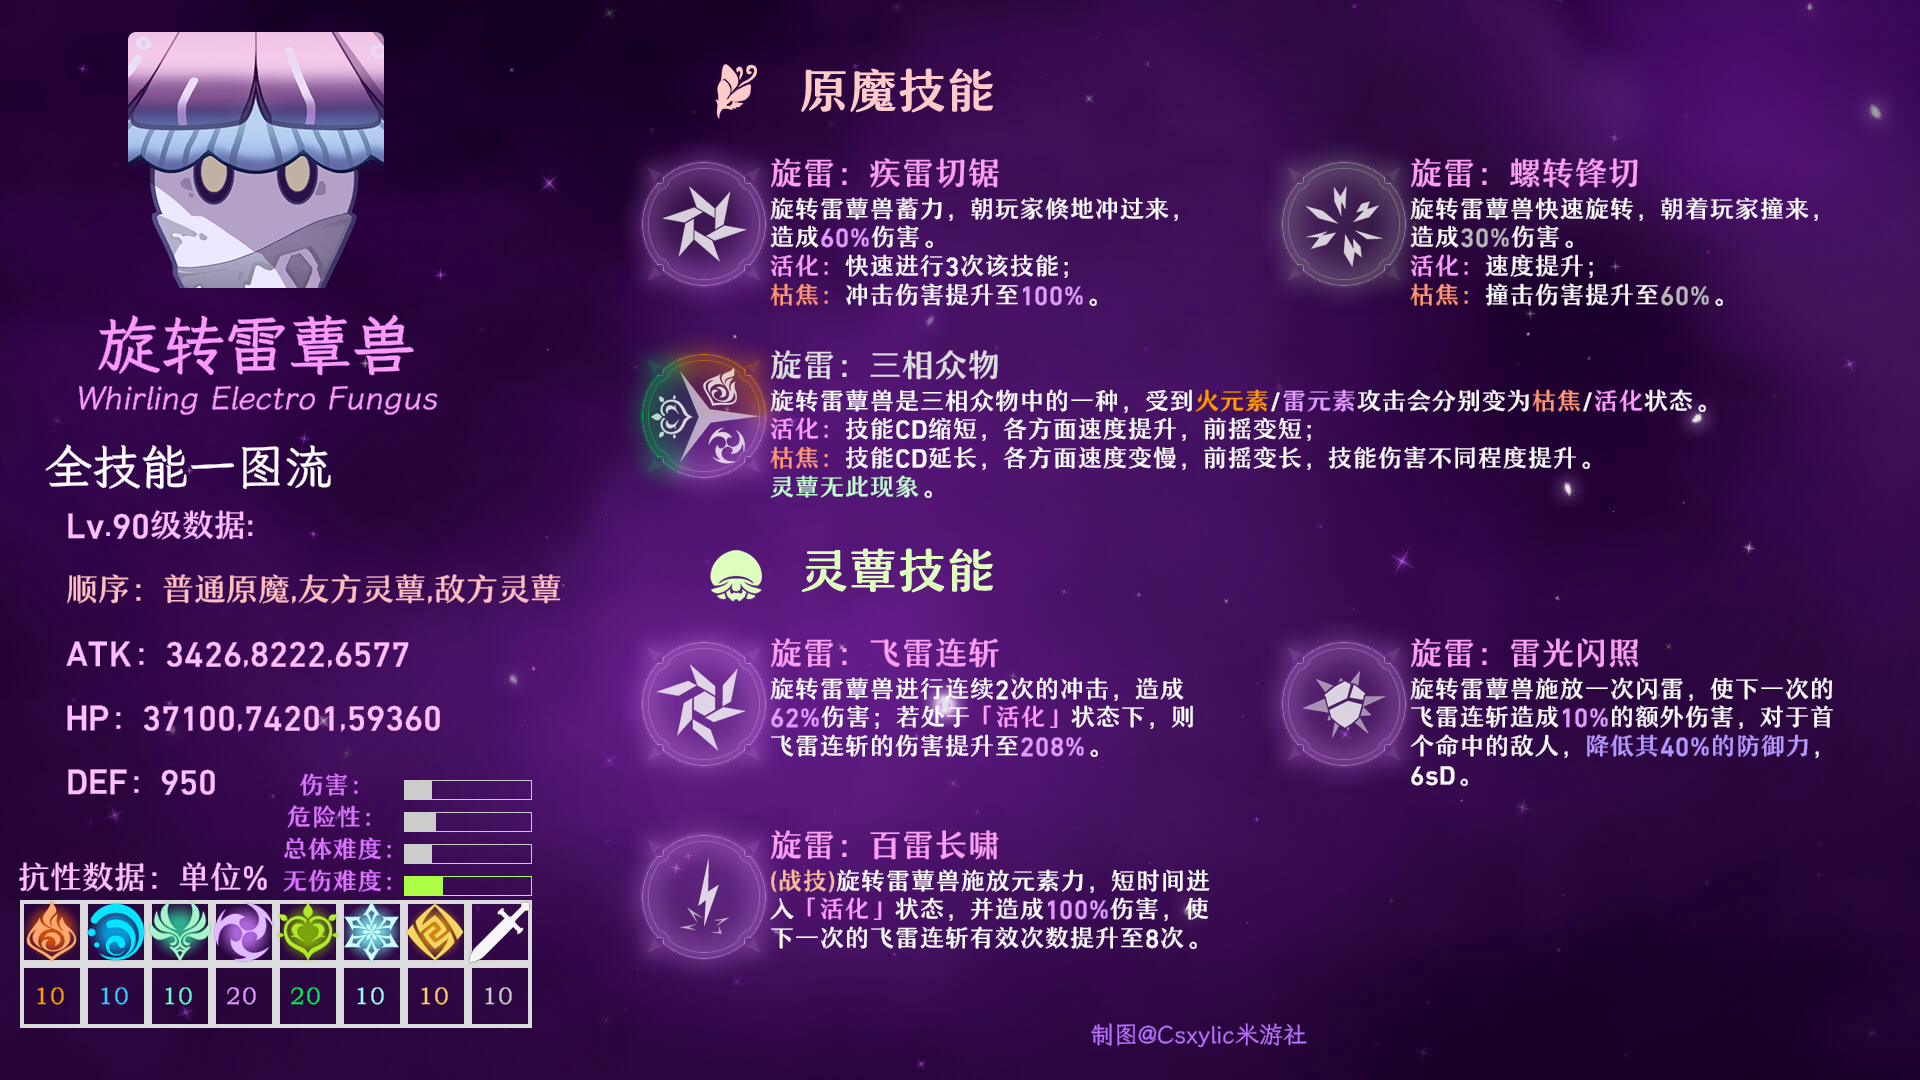 旋转雷蕈兽
Whirling Electro Fungus
全技能一图流
Lv.90级数据:
顺序：普通原魔,友方灵蕈,敌方灵蕈
ATK：3426,8222,6577
HP：37100,74201,59360
DEF：950
伤害：
危险性：
总体难度：
无伤难度：
抗性数据：单位%
10 10 10 20 20 10 10 10
原魔技能
旋雷：疾雷切锯
旋转雷蕈兽蓄力，朝玩家倏地冲过来，
造成60%伤害。
活化：快速进行3次该技能；
枯焦：冲击伤害提升至100%。
旋雷：螺转锋切
旋转雷蕈兽快速旋转，朝着玩家撞来，
造成30%伤害。
活化：速度提升；
枯焦：撞击伤害提升至60%。
旋雷：三相众物
旋转雷蕈兽是三相众物中的一种，受到火元素/雷元素攻击会分别变为枯焦/活化状态。
活化：技能CD缩短，各方面速度提升，前摇变短；
枯焦：技能CD延长，各方面速度变慢，前摇变长，技能伤害不同程度提升。
灵蕈无此现象。
灵蕈技能
旋雷：飞雷连斩
旋转雷蕈兽进行连续2次的冲击，造成
62%伤害；若处于「活化」状态下，则
飞雷连斩的伤害提升至208%。
旋雷：雷光闪照
旋转雷蕈兽施放一次闪雷，使下一次的
飞雷连斩造成10%的额外伤害，对于首
个命中的敌人，降低其40%的防御力，
6sD。
旋雷：百雷长啸
(战技)旋转雷蕈兽施放元素力，短时间进
入「活化」状态，并造成100%伤害，使
下一次的飞雷连斩有效次数提升至8次。
制图@Csxylic米游社